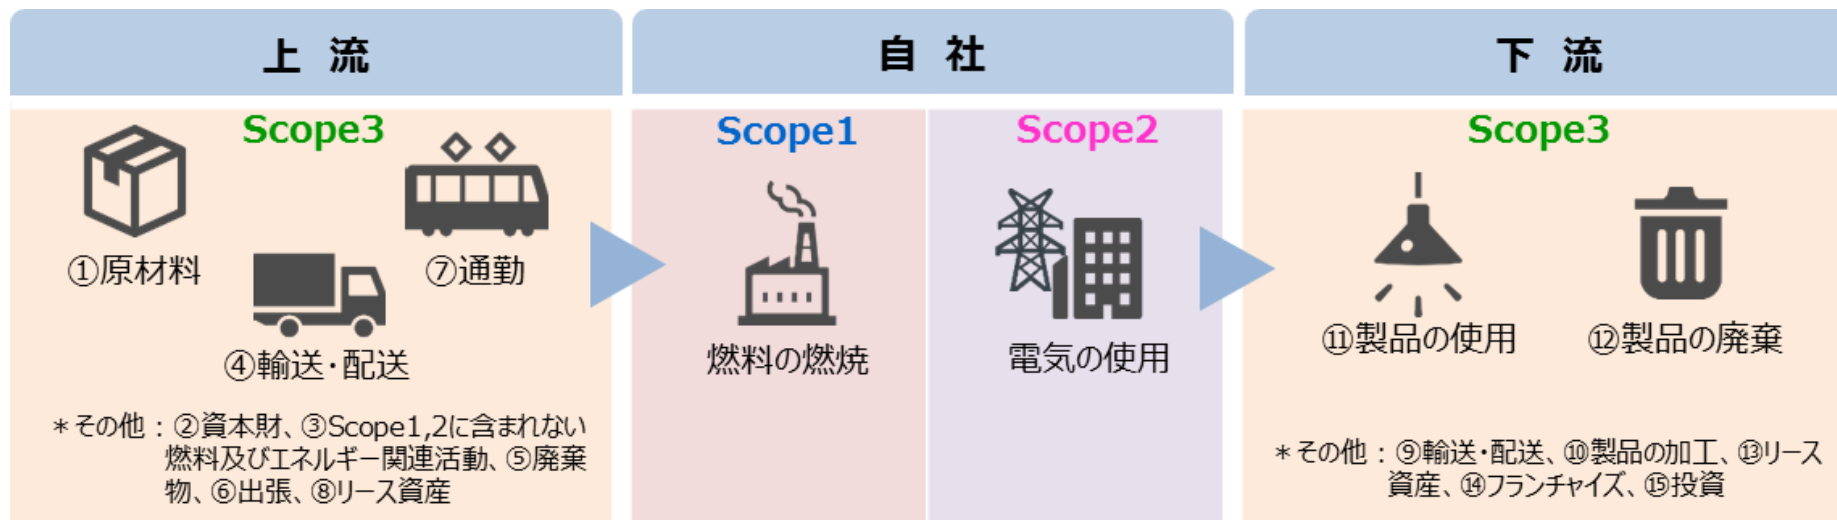 上 流
Scope3
①原材料
⑦通勤
④輸送・配送
＊その他：②資本財、③Scope1,2に含まれない
燃料及びエネルギー関連活動、⑤廃棄
物、⑥出張、⑧リース資産
自 社
Scope1
燃料の燃焼
Scope2
電気の使用
下 流
Scope3
⑪製品の使用
⑫製品の廃棄
＊その他：⑨輸送・配送、⑩製品の加工、⑬リース
資産、⑭フランチャイズ、⑮投資